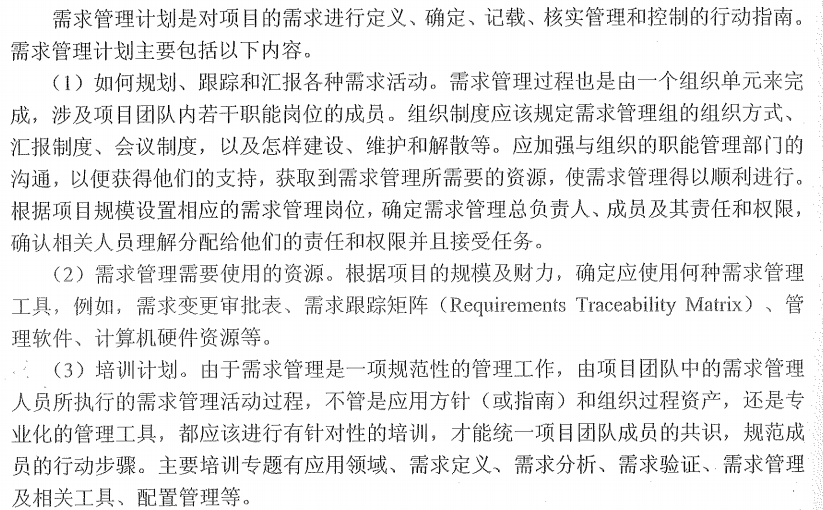 需求管理计划是对项目的需求进行定义、确定、记载、核实管理和控制的行动指南。
需求管理计划主要包括以下内容。
（1）如何规划、跟踪和汇报各种需求活动。需求管理过程也是由一个组织单元来完
成，涉及项目团队内若干职能岗位的成员。组织制度应该规定需求管理组的组织方式、
汇报制度、会议制度，以及怎样建设、维护和解散等。应加强与组织的职能管理部门的
沟通，以便获得他们的支持，获取到需求管理所需要的资源，使需求管理得以顺利进行。
根据项目规模设置相应的需求管理岗位，确定需求管理总负责人、成员及其责任和权限，
确认相关人员理解分配给他们的责任和权限并且接受任务。
（2）需求管理需要使用的资源。根据项目的规模及财力，确定应使用何种需求管理
工具，例如，需求变更审批表、需求跟踪矩阵（Requirements Traceability Matrix）、管
理软件、计算机硬件资源等。
（3）培训计划。由于需求管理是一项规范性的管理工作，由项目团队中的需求管理
人员所执行的需求管理活动过程，不管是应用方针（或指南）和组织过程资产，还是专
业化的管理工具，都应该进行有针对性的培训，才能统一项目团队成员的共识，规范成
员的行动步骤。主要培训专题有应用领域、需求定义、需求分析、需求验证、需求管理
及相关工具、配置管理等。